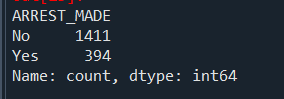 ARREST_MADE
No      1411
Yes      394
Name: count, dtype: int64